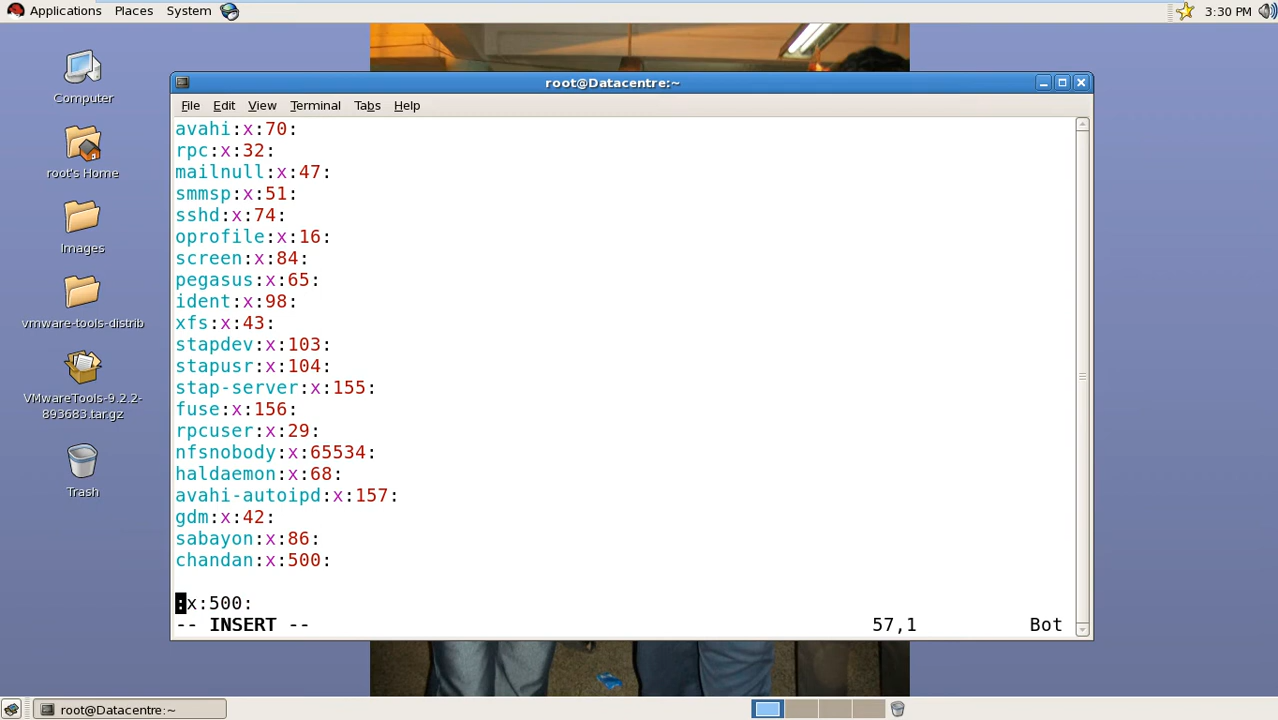 Applications Places System 3:30 PM
root@Datacentre:~
File Edit View Terminal Tabs Help
Computer
root's Home
Images
vmware-tools-distrib
VMwareTools-9.2.2-
893683.tar.gz
Trash
avahi:x:70:
rpc:x:32:
mailnull:x:47:
smmsp:x:51:
sshd:x:74:
oprofile:x:16:
screen:x:84:
pegasus:x:65:
ident:x:98:
xfs:x:43:
stapdev:x:103:
stapusr:x:104:
stap-server:x:155:
fuse:x:156:
rpcuser:x:29:
nfsnobody:x:65534:
haldaemon:x:68:
avahi-autoipd:x:157:
gdm:x:42:
sabayon:x:86:
chandan:x:500:
:x:500:
-- INSERT -- 57,1 Bot
root@Datacentre:~